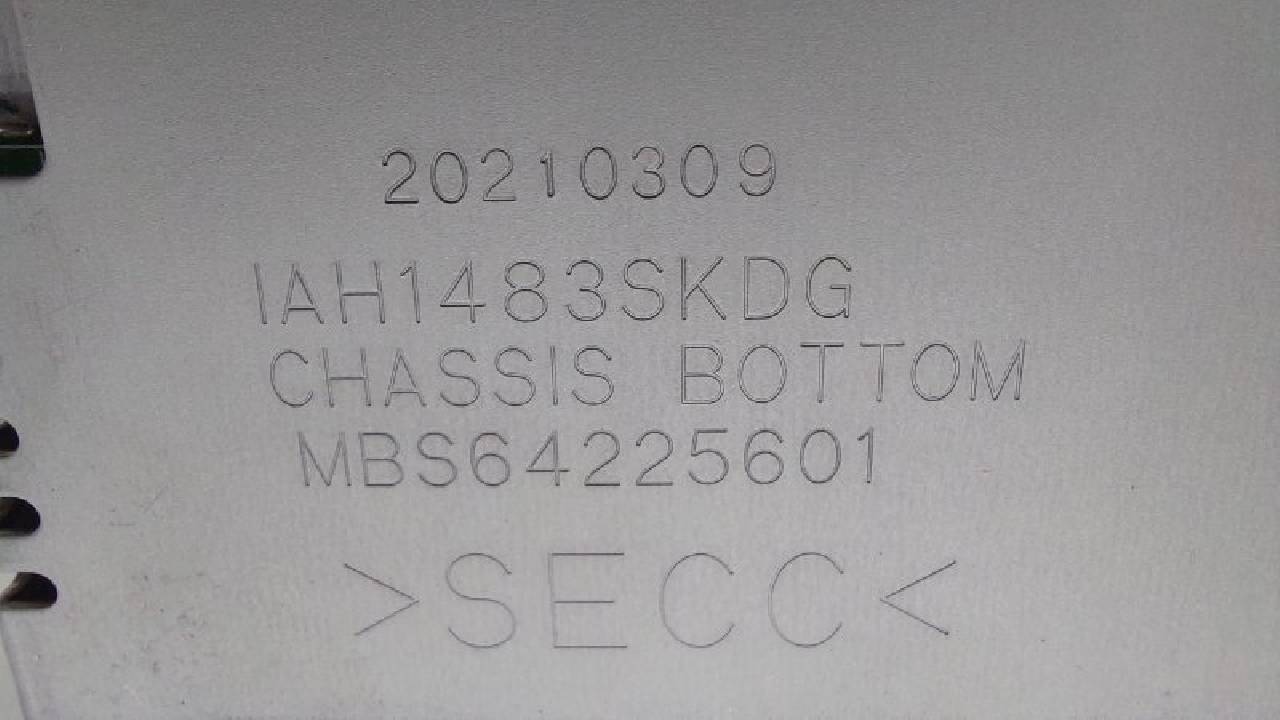 20210309
IAH1483SKDG
CHASSIS BOTTOM
MBS64225601
>SECC<